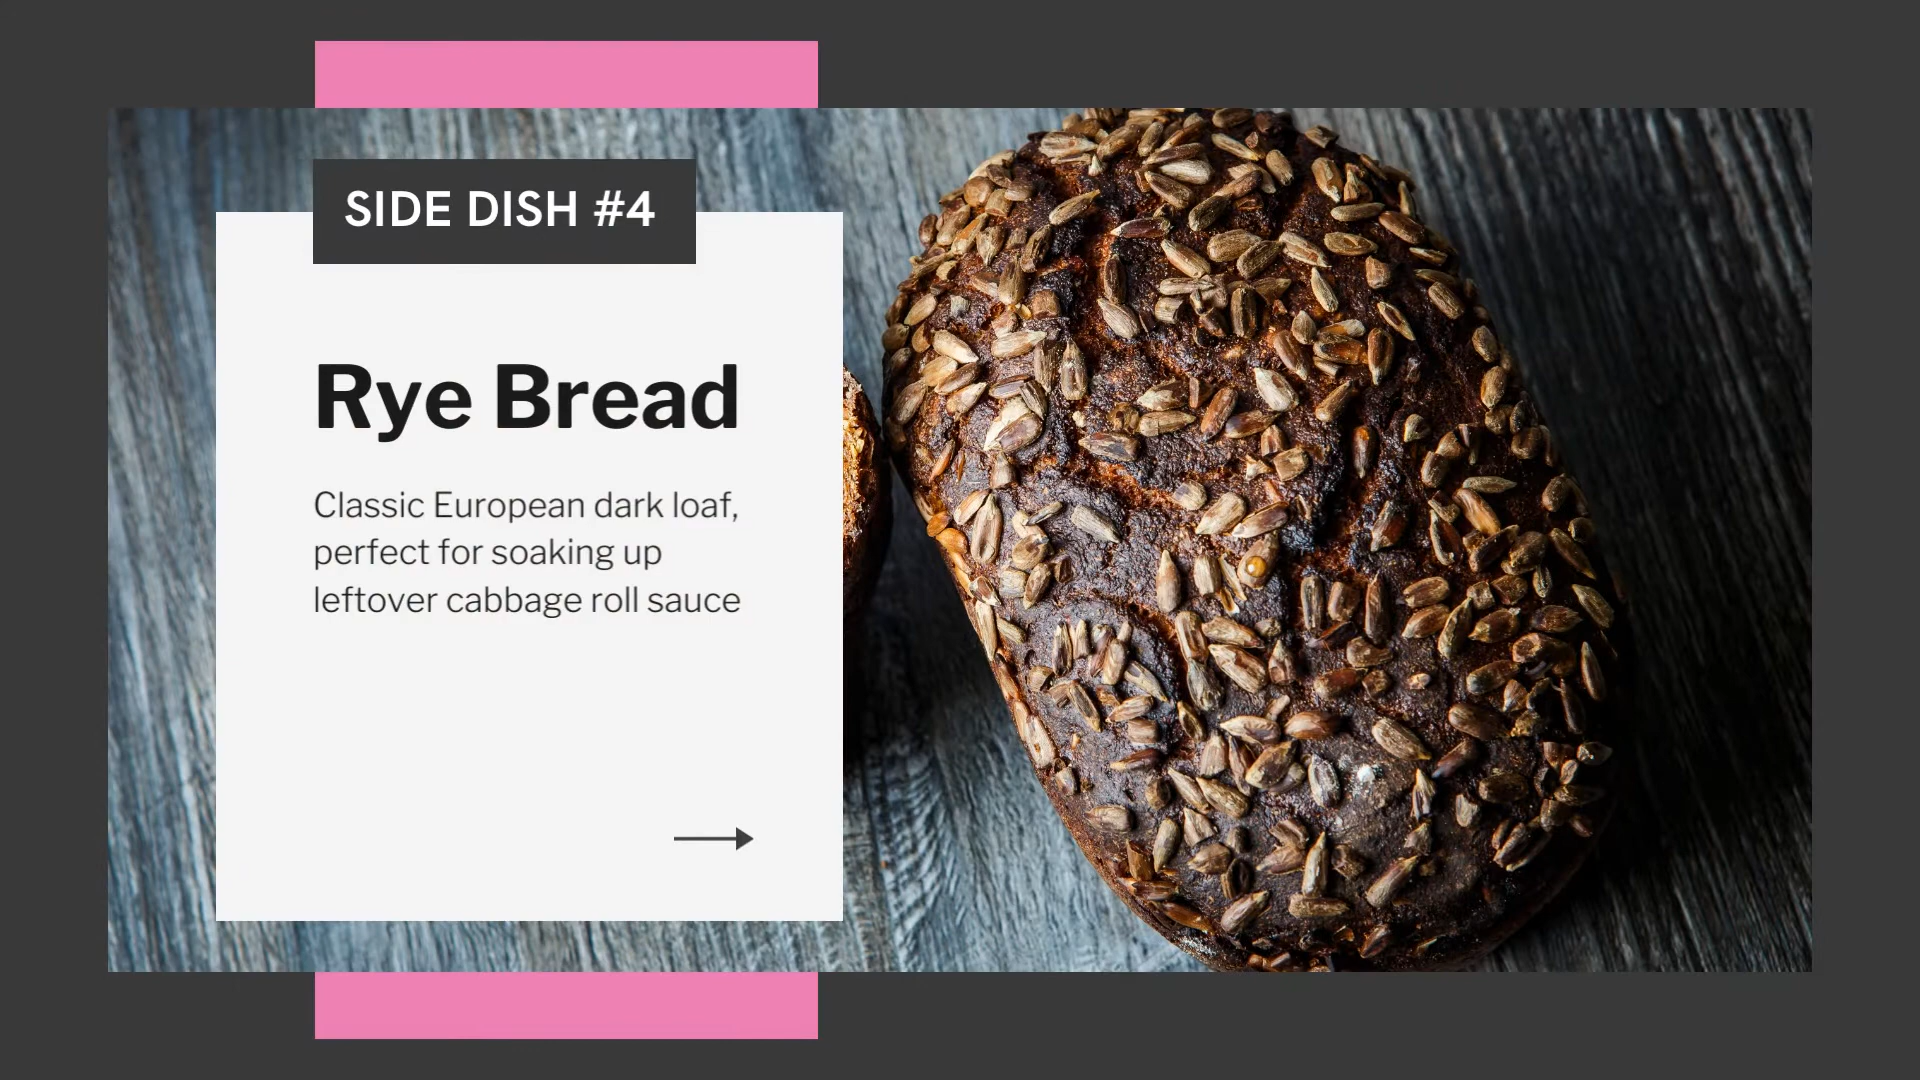 SIDE DISH #4
Rye Bread
Classic European dark loaf,
perfect for soaking up
leftover cabbage roll sauce